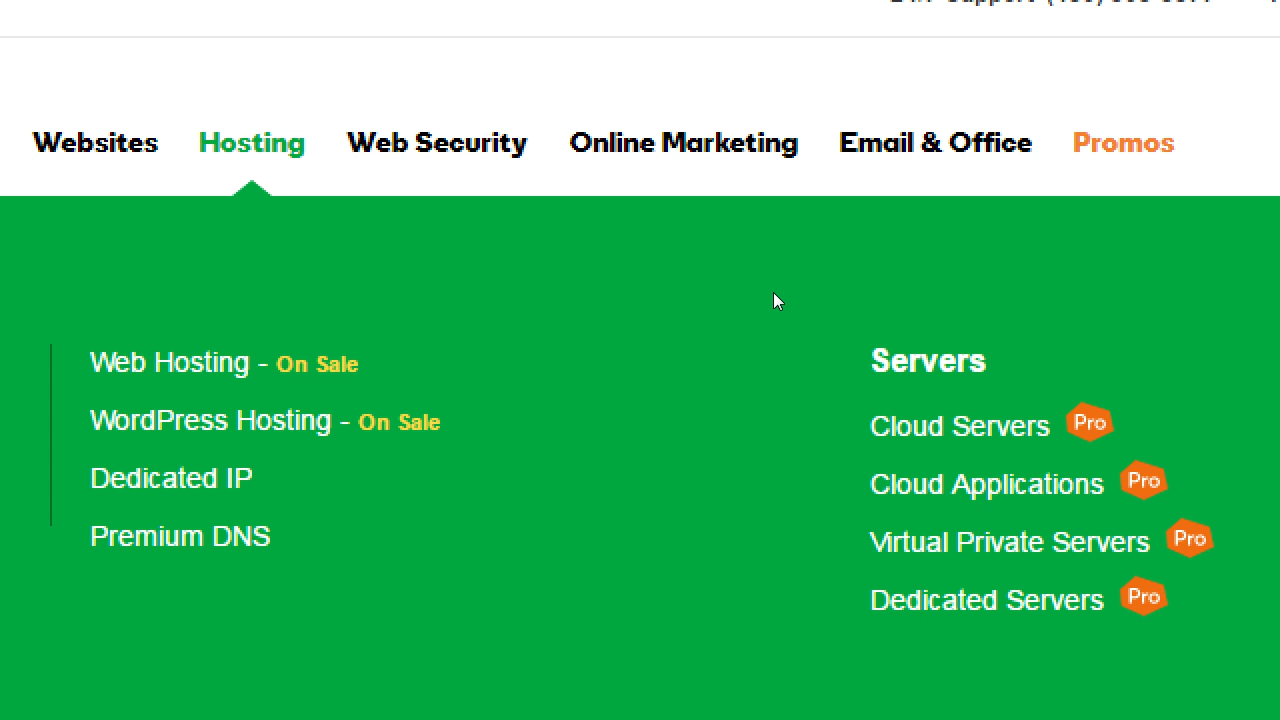 Websites Hosting Web Security Online Marketing Email & Office Promos
Web Hosting - On Sale
WordPress Hosting - On Sale
Dedicated IP
Premium DNS
Servers
Cloud Servers Pro
Cloud Applications Pro
Virtual Private Servers Pro
Dedicated Servers Pro